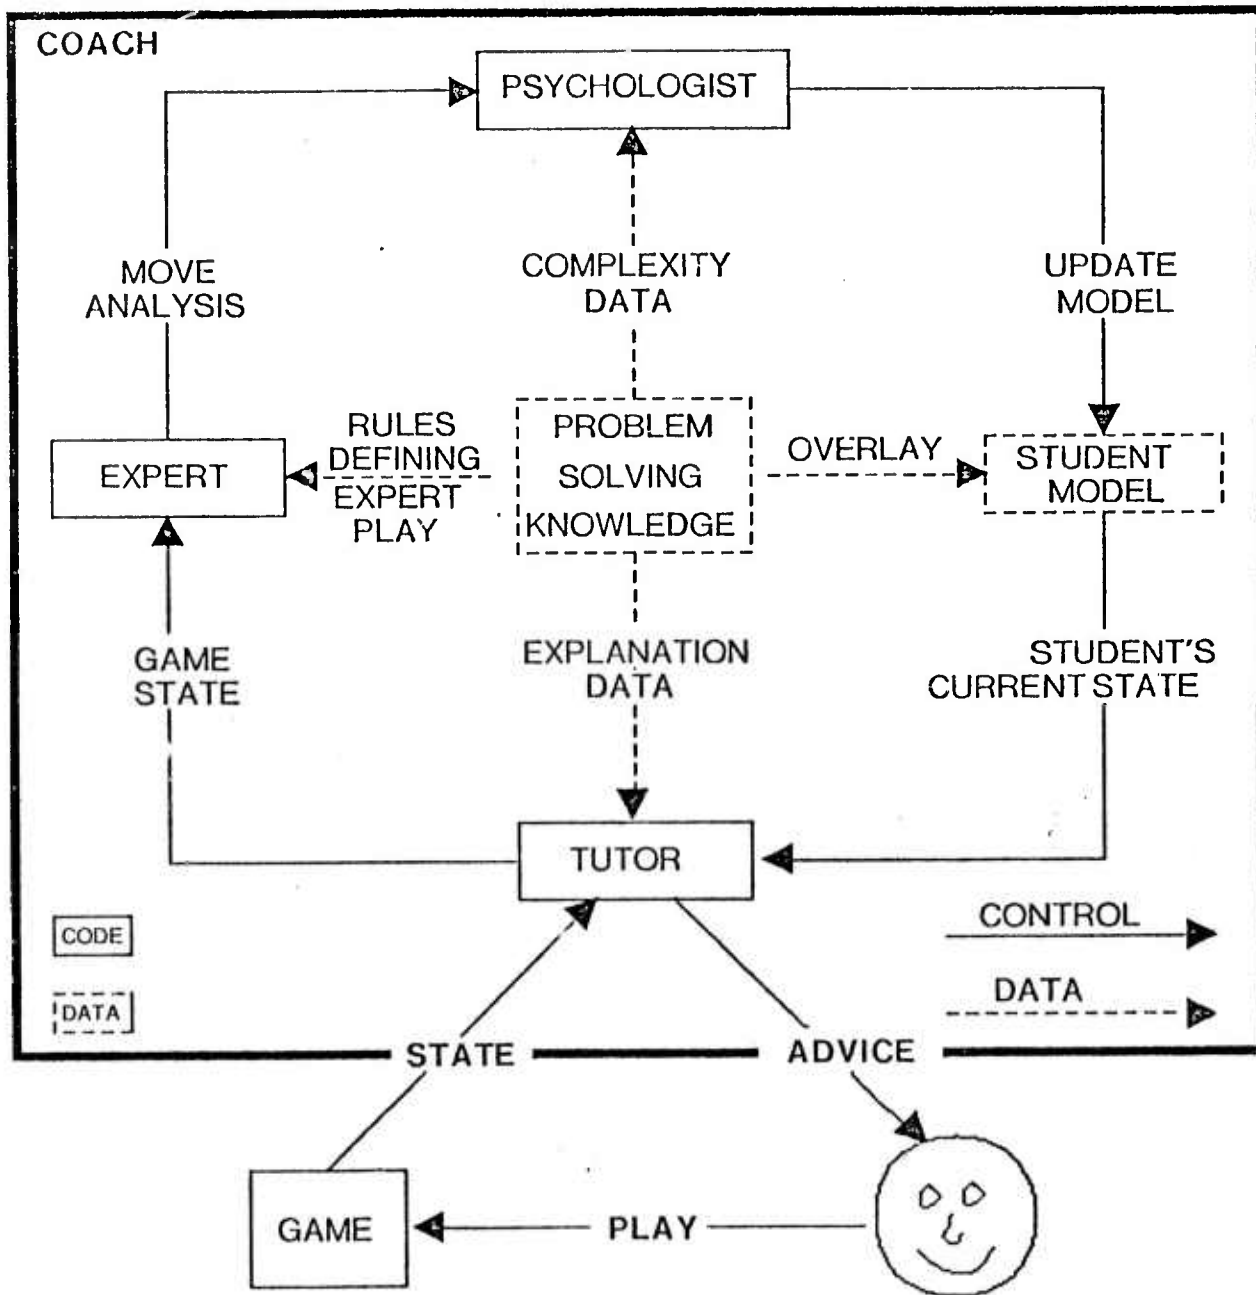 COACH
PSYCHOLOGIST
MOVE
ANALYSIS
COMPLEXITY
DATA
UPDATE
MODEL
EXPERT
RULES
DEFINING
EXPERT
PLAY
PROBLEM
SOLVING
KNOWLEDGE
OVERLAY
STUDENT
MODEL
GAME
STATE
EXPLANATION
DATA
STUDENT'S
CURRENT STATE
TUTOR
CODE
DATA
CONTROL
DATA
STATE
ADVICE
GAME
PLAY